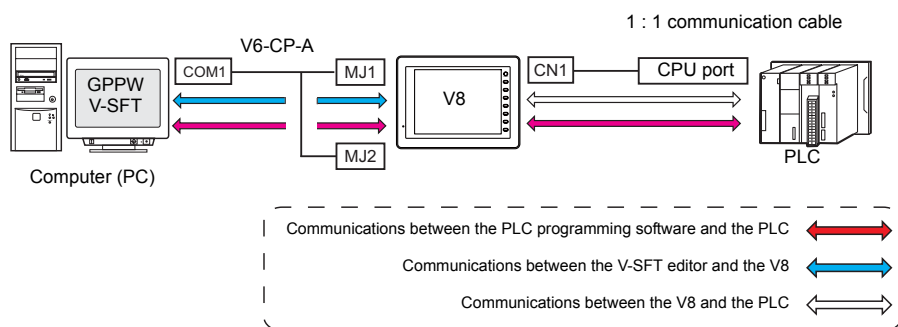 1 : 1 communication cable
V6-CP-A
GPPW
V-SFT
COM1
MJ1
MJ2
V8
CN1
CPU port
PLC
Computer (PC)
Communications between the PLC programming software and the PLC
Communications between the V-SFT editor and the V8
Communications between the V8 and the PLC